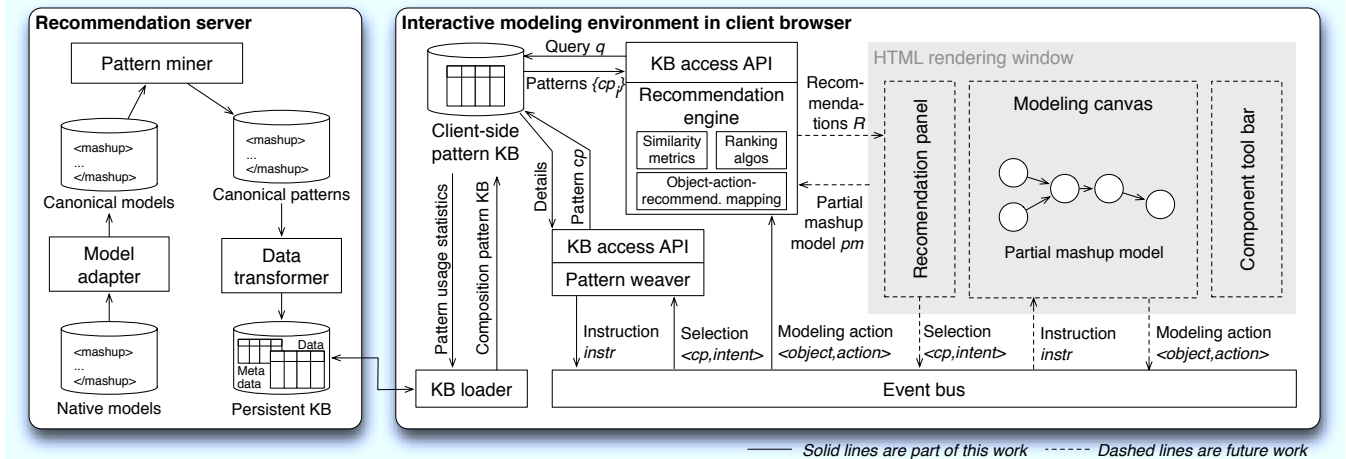 Recommendation server
Pattern miner
<mashup>
...
</mashup>
Canonical models
<mashup>
...
</mashup>
Canonical patterns
Model
adapter
Data
transformer
<mashup>
...
</mashup>
Native models
Data
Meta
data
Persistent KB
Interactive modeling environment in client browser
Query q
Patterns {cpi}
Client-side
pattern KB
KB access API
Recommendation
engine
Similarity
metrics
Ranking
algos
Object-action-
recommend. mapping
Recom-
menda-
tions R
Partial
mashup
model pm
HTML rendering window
Recomendation panel
Modeling canvas
Partial mashup model
Component tool bar
Pattern usage statistics
Composition pattern KB
Details
Pattern cp
KB access API
Pattern weaver
Instruction
instr
Selection
<cp,intent>
Modeling action
<object,action>
Selection
<cp,intent>
Instruction
instr
Modeling action
<object,action>
KB loader
Event bus
Solid lines are part of this work
Dashed lines are future work